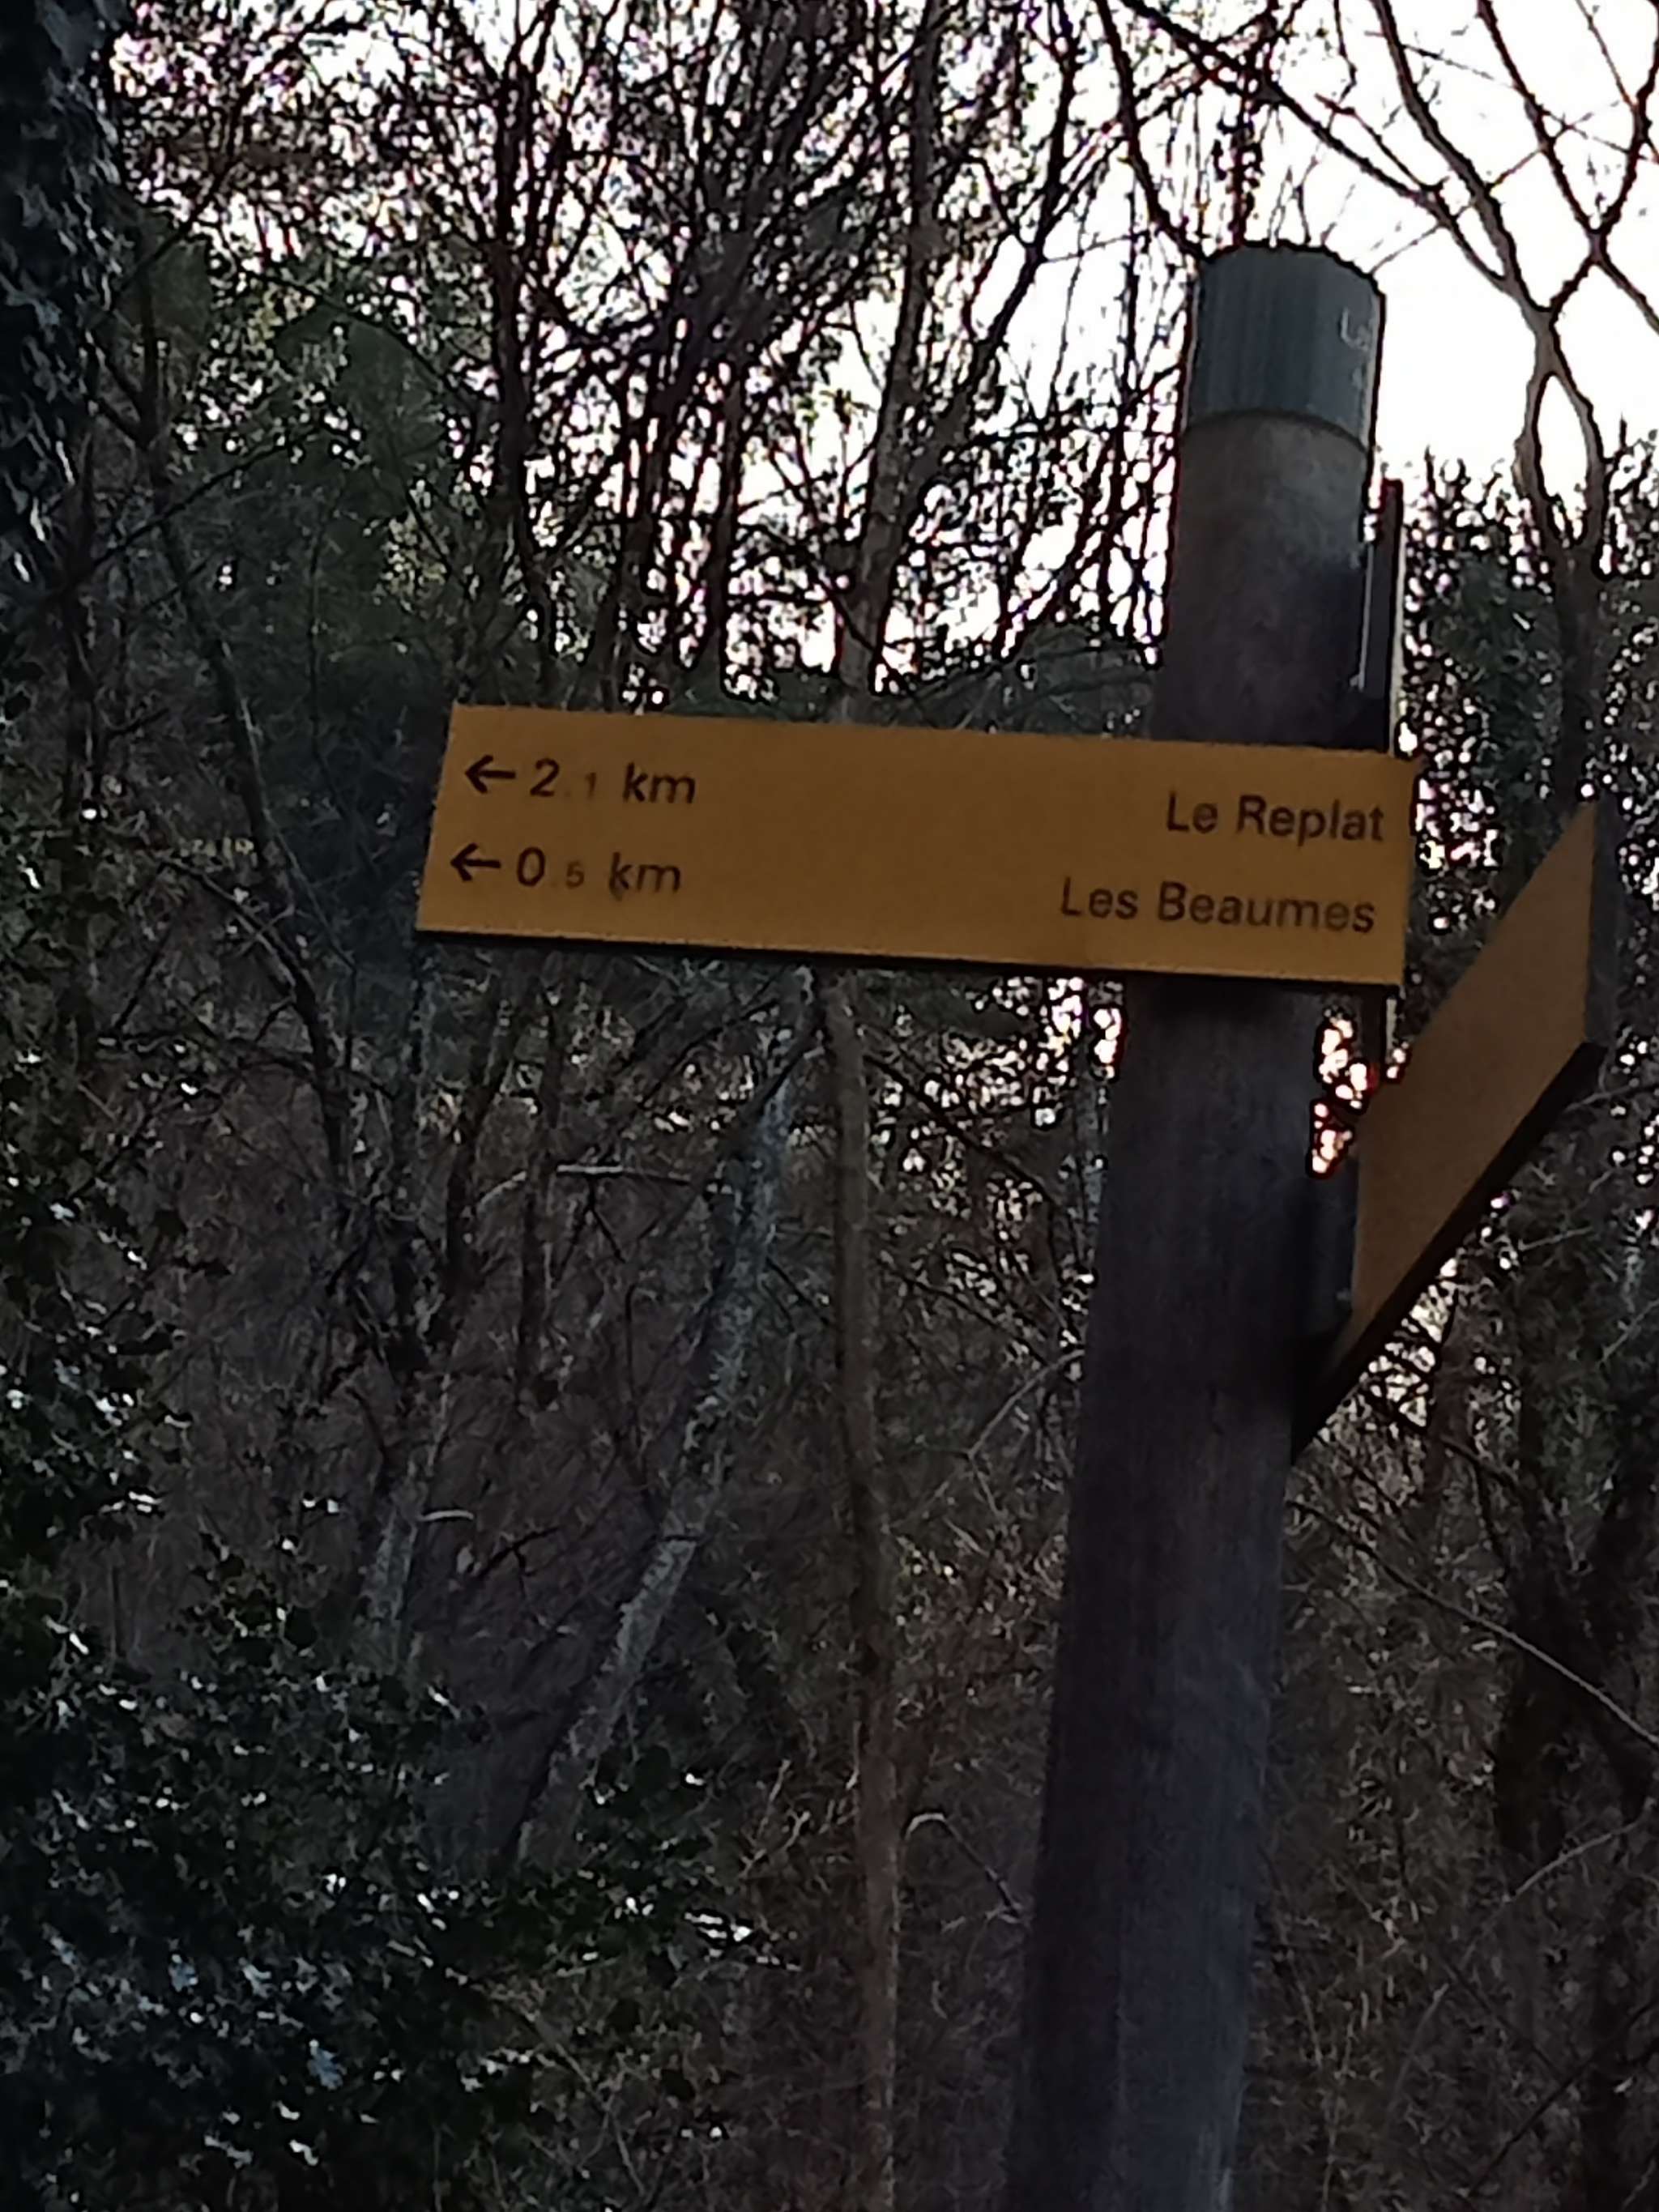 ← 2.1 km Le Replat
← 0.5 km Les Beaumes